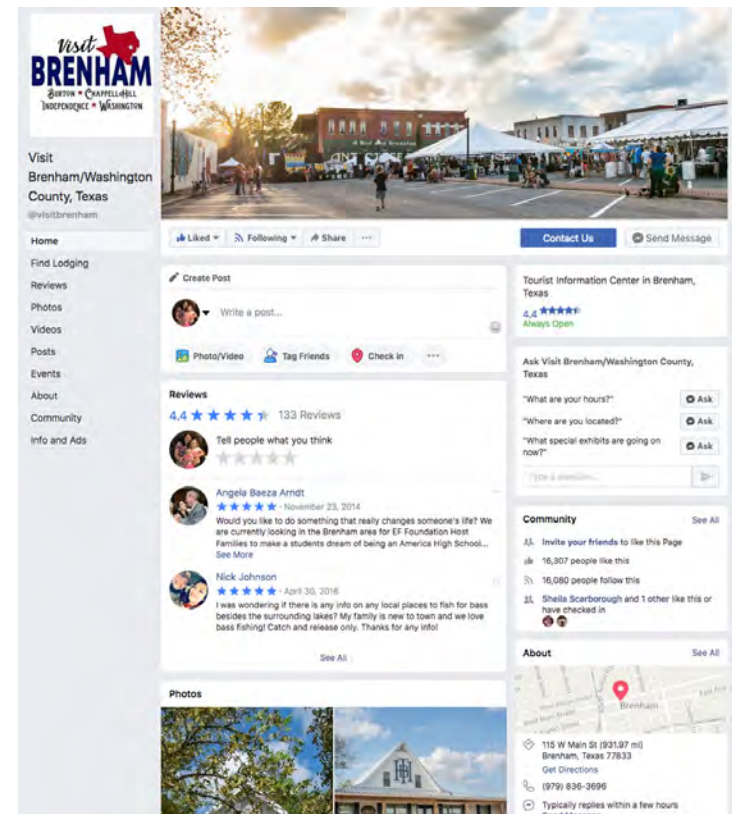 Visit
BRENHAM
BURTON * CHAPPELL HILL
INDEPENDENCE * WASHINGTON
Visit
Brenham/Washington
County, Texas
@visitbrenham
Home
Find Lodging
Reviews
Photos
Videos
Posts
Events
About
Community
Info and Ads
Liked
Following
Share
Contact Us
Send Message
Create Post
Write a post...
Photo/Video
Tag Friends
Check in
Reviews
4.4 133 Reviews
Tell people what you think
Angela Baeza Arndt
· November 23, 2014
Would you like to do something that really changes someone's life? We
are currently looking in the Brenham area for EF Foundation Host
Families to make a students dream of being an America High School...
See More
Nick Johnson
· April 30, 2016
I was wondering if there is any info on any local places to fish for bass
besides the surrounding lakes? My family is new to town and we love
bass fishing! Catch and release only. Thanks for any info!
See All
Photos
Tourist Information Center in Brenham,
Texas
4.4
Always Open
Ask Visit Brenham/Washington County,
Texas
"What are your hours?" Ask
"Where are you located?" Ask
"What special exhibits are going on
now?" Ask
Type a question...
Community See All
Invite your friends to like this Page
16,307 people like this
16,080 people follow this
Sheila Scarborough and 1 other like this or
have checked in
About See All
Brenham
115 W Main St (931.97 mi)
Brenham, Texas 77833
Get Directions
(979) 836-3696
Typically replies within a few hours